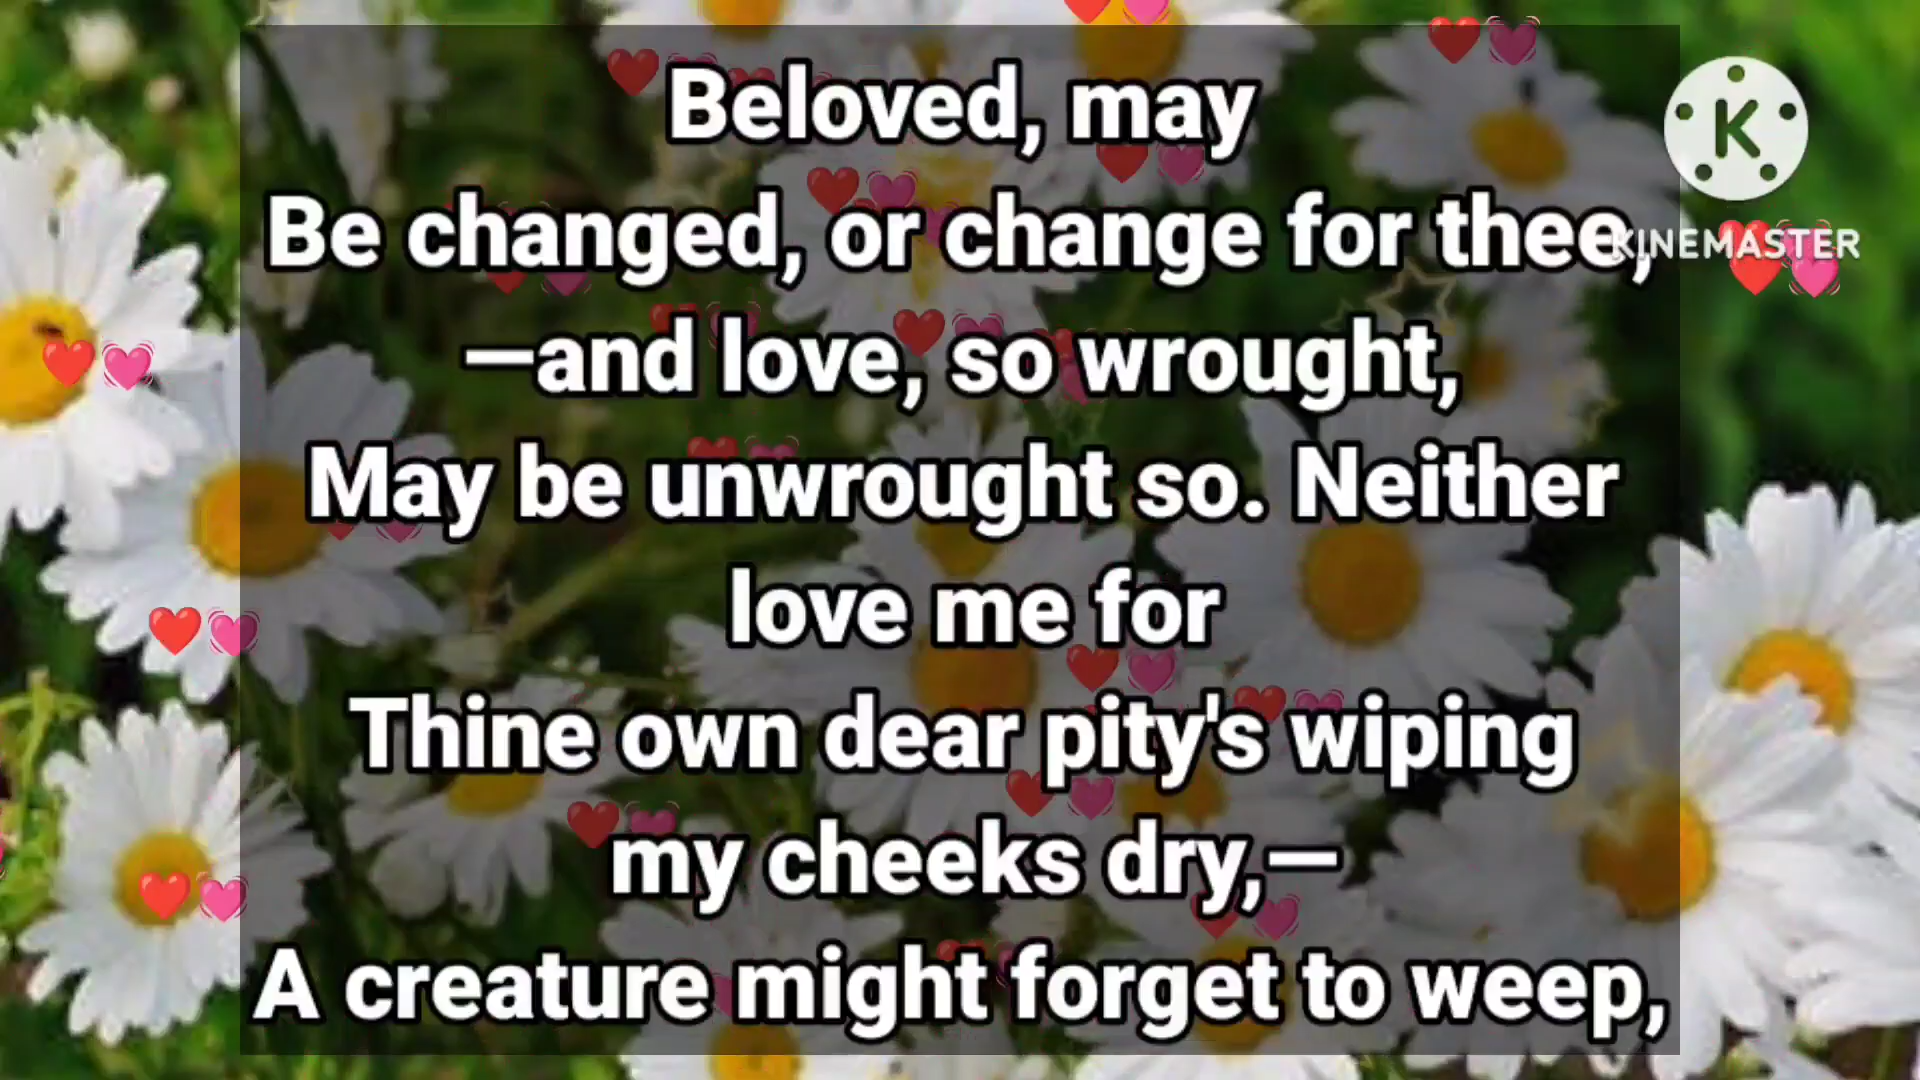 Beloved, may
Be changed, or change for thee,
—and love, so wrought,
May be unwrought so. Neither
love me for
Thine own dear pity's wiping
my cheeks dry,—
A creature might forget to weep,
K
KINEMASTER